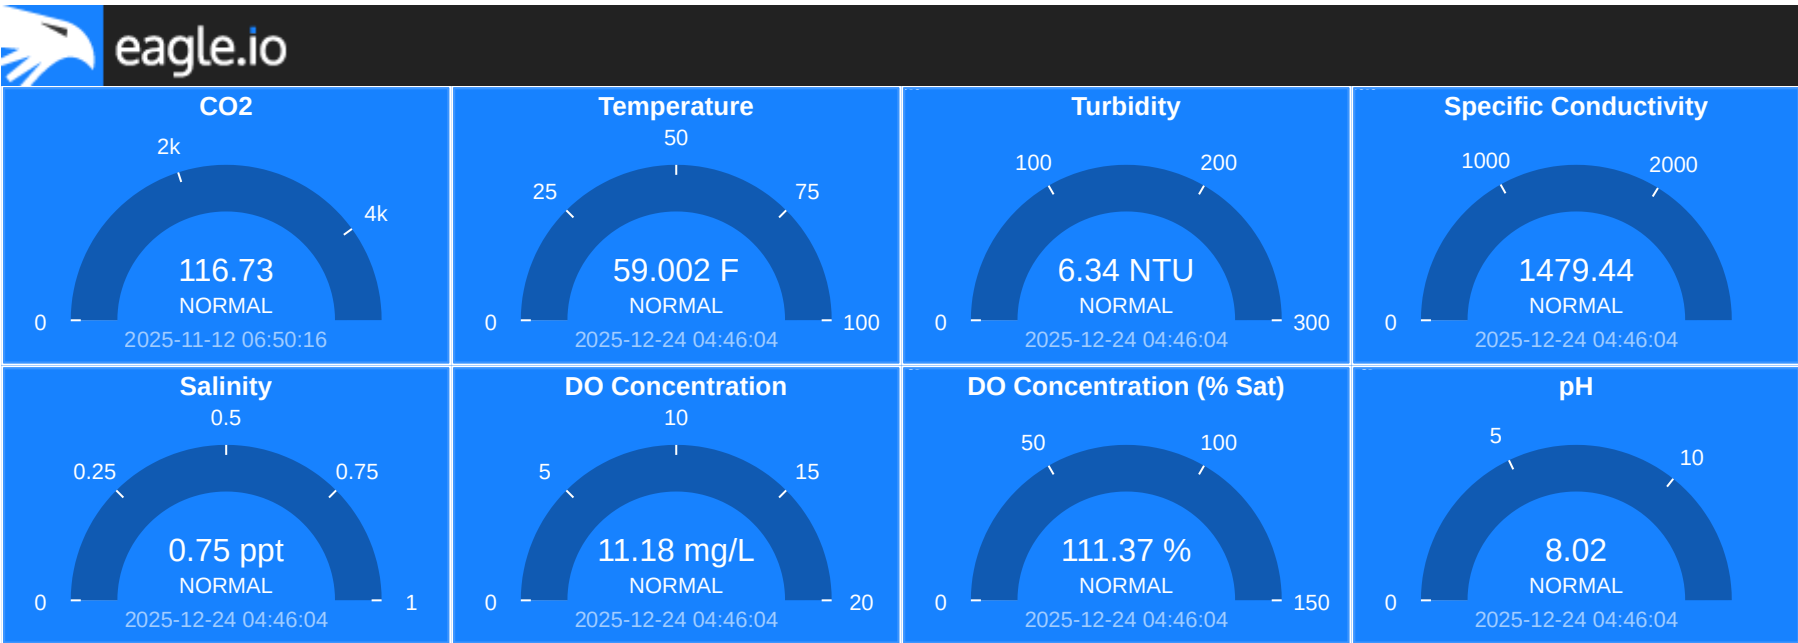 eagle.io
CO2
2k
4k
116.73
NORMAL
0
2025-11-12 06:50:16
Temperature
50
25
75
59.002 F
NORMAL
0
100
2025-12-24 04:46:04
Turbidity
100
200
6.34 NTU
NORMAL
0
300
2025-12-24 04:46:04
Specific Conductivity
1000
2000
1479.44
NORMAL
0
2025-12-24 04:46:04
Salinity
0.5
0.25
0.75
0.75 ppt
NORMAL
0
1
2025-12-24 04:46:04
DO Concentration
10
5
15
11.18 mg/L
NORMAL
0
20
2025-12-24 04:46:04
DO Concentration (% Sat)
50
100
111.37 %
NORMAL
0
150
2025-12-24 04:46:04
pH
5
10
8.02
NORMAL
0
2025-12-24 04:46:04